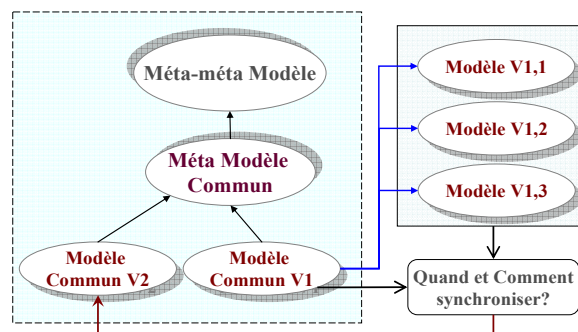 Méta-méta Modèle
Méta Modèle
Commun
Modèle
Commun V2
Modèle
Commun V1
Modèle V1,1
Modèle V1,2
Modèle V1,3
Quand et Comment
synchroniser?